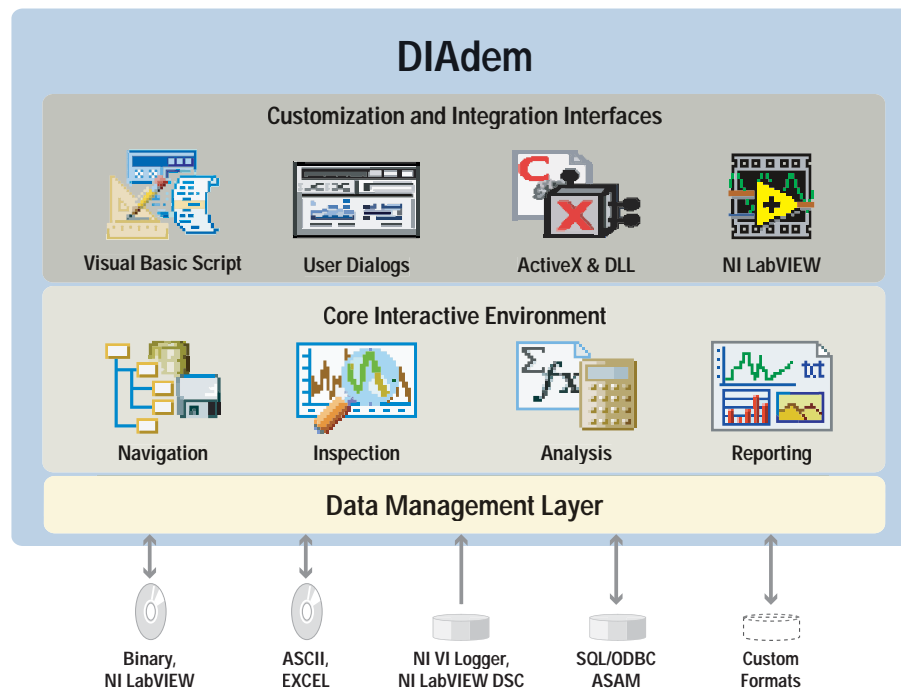 DIAdem
Customization and Integration Interfaces
C
X
Visual Basic Script
User Dialogs
ActiveX & DLL
NI LabVIEW
Core Interactive Environment
Σ
fx
txt
Navigation
Inspection
Analysis
Reporting
Data Management Layer
Binary,
NI LabVIEW
ASCII,
EXCEL
NI VI Logger,
NI LabVIEW DSC
SQL/ODBC
ASAM
Custom
Formats